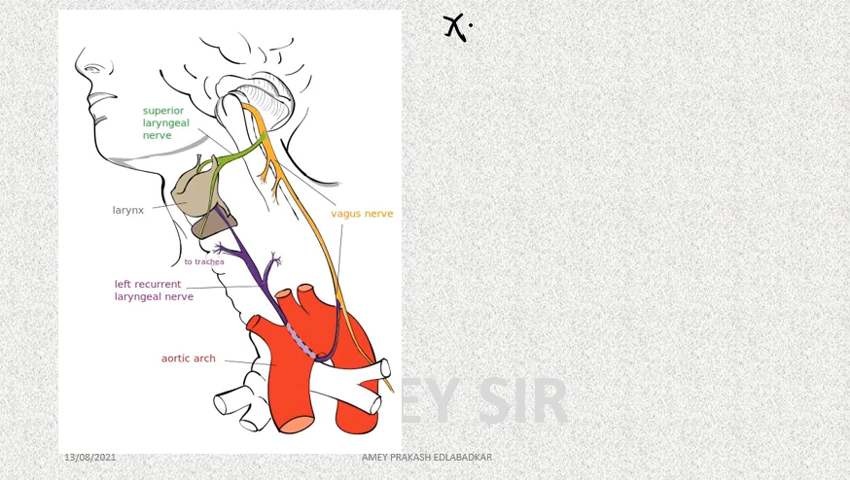 X.
superior
laryngeal
nerve
larynx
vagus nerve
to trachea
left recurrent
laryngeal nerve
aortic arch
EY SIR
13/08/2021
AMEY PRAKASH EDLABADKAR